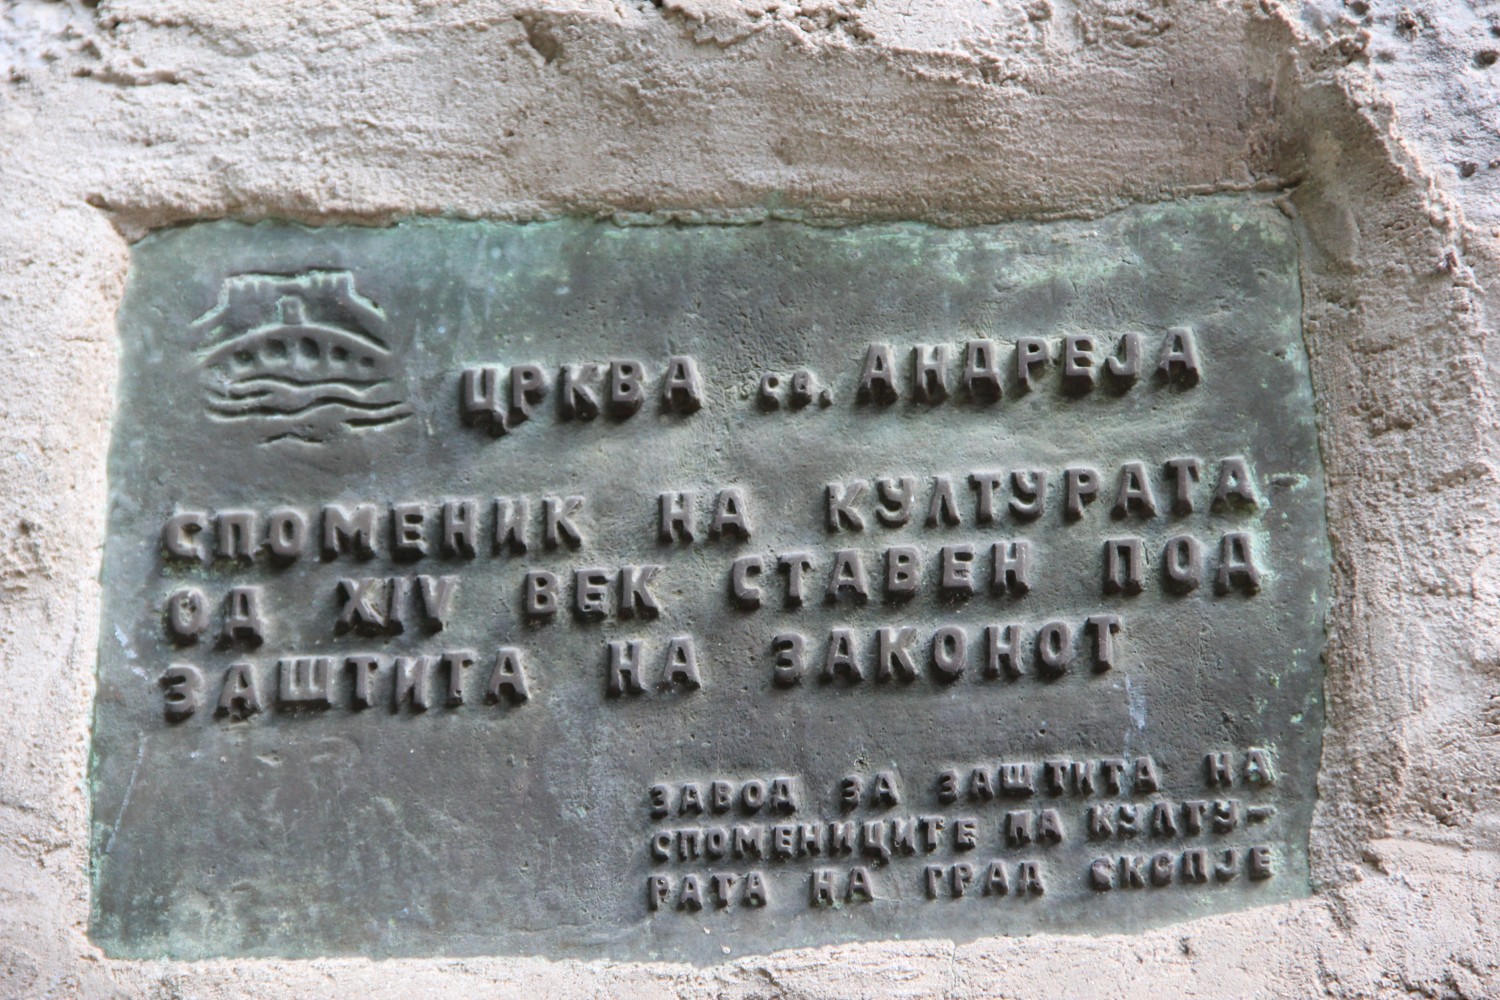 ЦРКВА св. АНДРЕЈА
СПОМЕНИК НА КУЛТУРАТА
ОД XIV ВЕК СТАВЕН ПОД
ЗАШТИТА НА ЗАКОНОТ
ЗАВОД ЗА ЗАШТИТА НА
СПОМЕНИЦИТЕ НА КУЛТУ-
РАТА НА ГРАД СКОПЈЕ